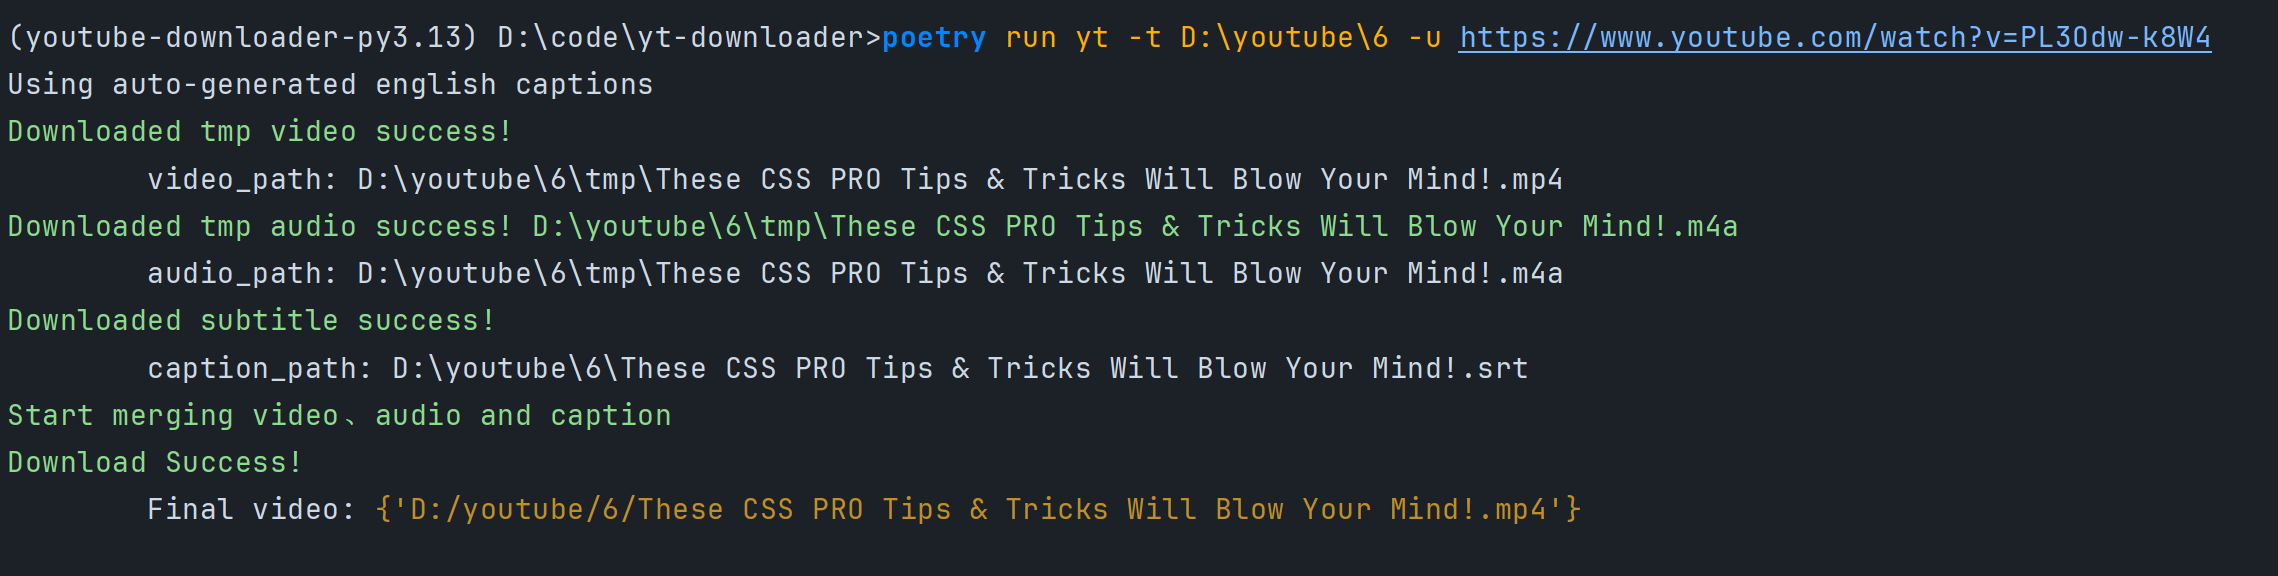 (youtube-downloader-py3.13) D:\code\yt-downloader>poetry run yt -t D:\youtube\6 -u https://www.youtube.com/watch?v=PL3Odw-k8W4
Using auto-generated english captions
Downloaded tmp video success!
video_path: D:\youtube\6\tmp\These CSS PRO Tips & Tricks Will Blow Your Mind!.mp4
Downloaded tmp audio success! D:\youtube\6\tmp\These CSS PRO Tips & Tricks Will Blow Your Mind!.m4a
audio_path: D:\youtube\6\tmp\These CSS PRO Tips & Tricks Will Blow Your Mind!.m4a
Downloaded subtitle success!
caption_path: D:\youtube\6\These CSS PRO Tips & Tricks Will Blow Your Mind!.srt
Start merging video、audio and caption
Download Success!
Final video: {'D:/youtube/6/These CSS PRO Tips & Tricks Will Blow Your Mind!.mp4'}